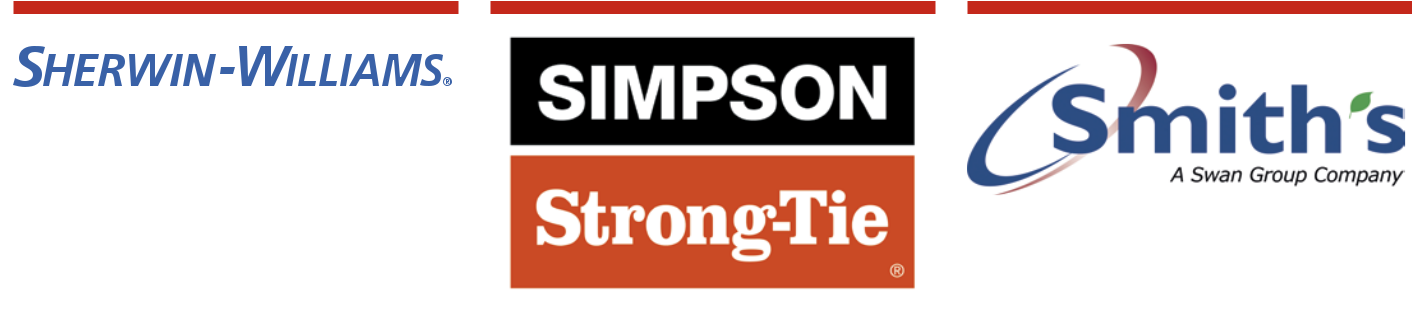 SHERWIN-WILLIAMS®
SIMPSON
Strong-Tie
®
Smith's
A Swan Group Company